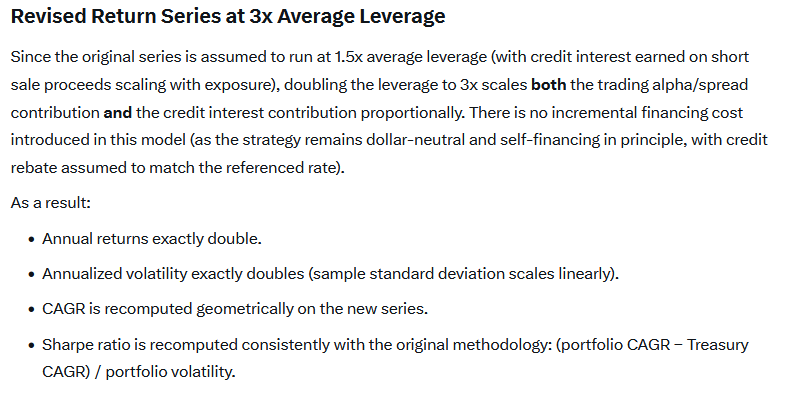 Revised Return Series at 3x Average Leverage
Since the original series is assumed to run at 1.5x average leverage (with credit interest earned on short
sale proceeds scaling with exposure), doubling the leverage to 3x scales both the trading alpha/spread
contribution and the credit interest contribution proportionally. There is no incremental financing cost
introduced in this model (as the strategy remains dollar-neutral and self-financing in principle, with credit
rebate assumed to match the referenced rate).
As a result:
• Annual returns exactly double.
• Annualized volatility exactly doubles (sample standard deviation scales linearly).
• CAGR is recomputed geometrically on the new series.
• Sharpe ratio is recomputed consistently with the original methodology: (portfolio CAGR – Treasury
CAGR) / portfolio volatility.